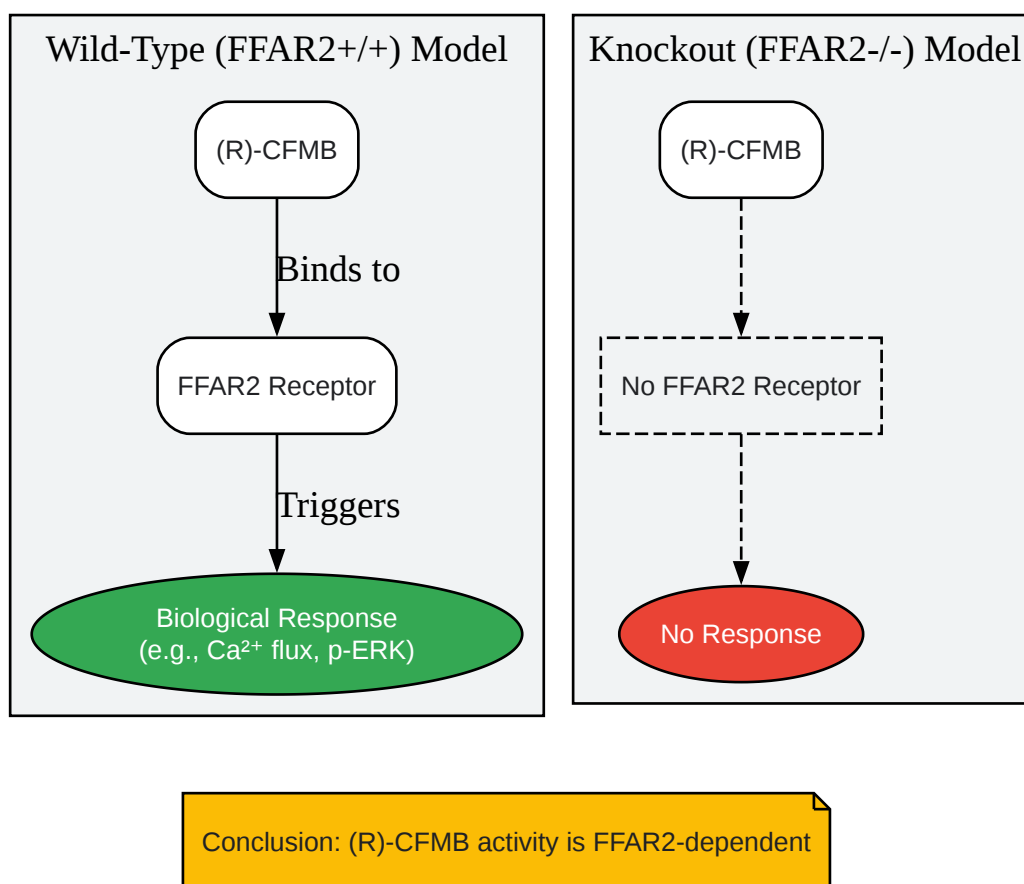 Wild-Type (FFAR2+/+) Model
(R)-CFMB
Binds to
FFAR2 Receptor
Triggers
Biological Response
(e.g., Ca²⁺ flux, p-ERK)
Knockout (FFAR2-/-) Model
(R)-CFMB
No FFAR2 Receptor
No Response
Conclusion: (R)-CFMB activity is FFAR2-dependent